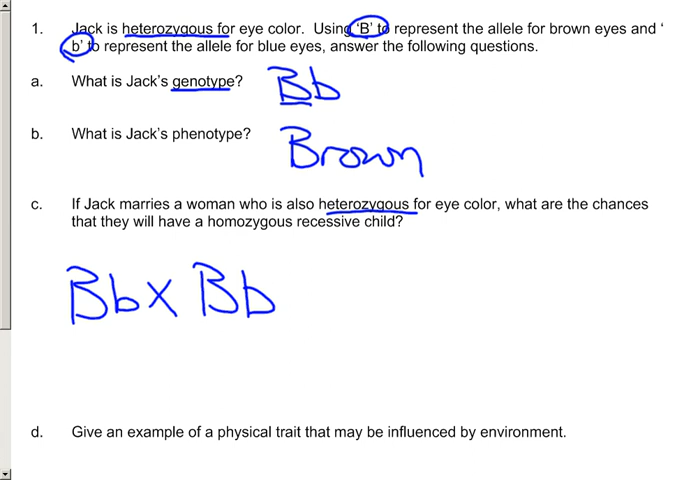 1. Jack is heterozygous for eye color. Using 'B' to represent the allele for brown eyes and '
b' to represent the allele for blue eyes, answer the following questions.
a. What is Jack's genotype? Bb
b. What is Jack's phenotype? Brown
c. If Jack marries a woman who is also heterozygous for eye color, what are the chances
that they will have a homozygous recessive child?
Bb x Bb
d. Give an example of a physical trait that may be influenced by environment.